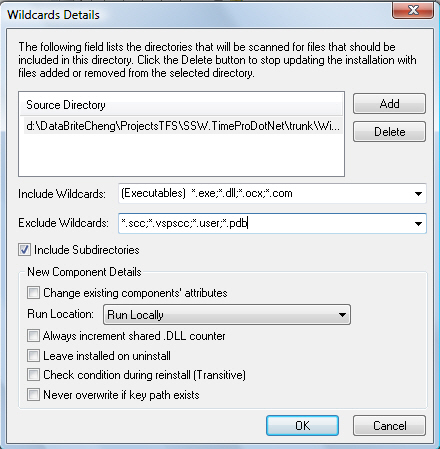 Wildcards Details
The following field lists the directories that will be scanned for files that should be
included in this directory. Click the Delete button to stop updating the installation with
files added or removed from the selected directory.
Source Directory
d:\DataBriteCheng\ProjectsTFS\SSW.TimeProDotNet\trunk\Wi...
Add
Delete
Include Wildcards: (Executables) *.exe;*.dll;*.ocx;*.com
Exclude Wildcards: *.scc;*.vspscc;*.user;*.pdb
Include Subdirectories
New Component Details
Change existing components' attributes
Run Location: Run Locally
Always increment shared .DLL counter
Leave installed on uninstall
Check condition during reinstall (Transitive)
Never overwrite if key path exists
OK Cancel